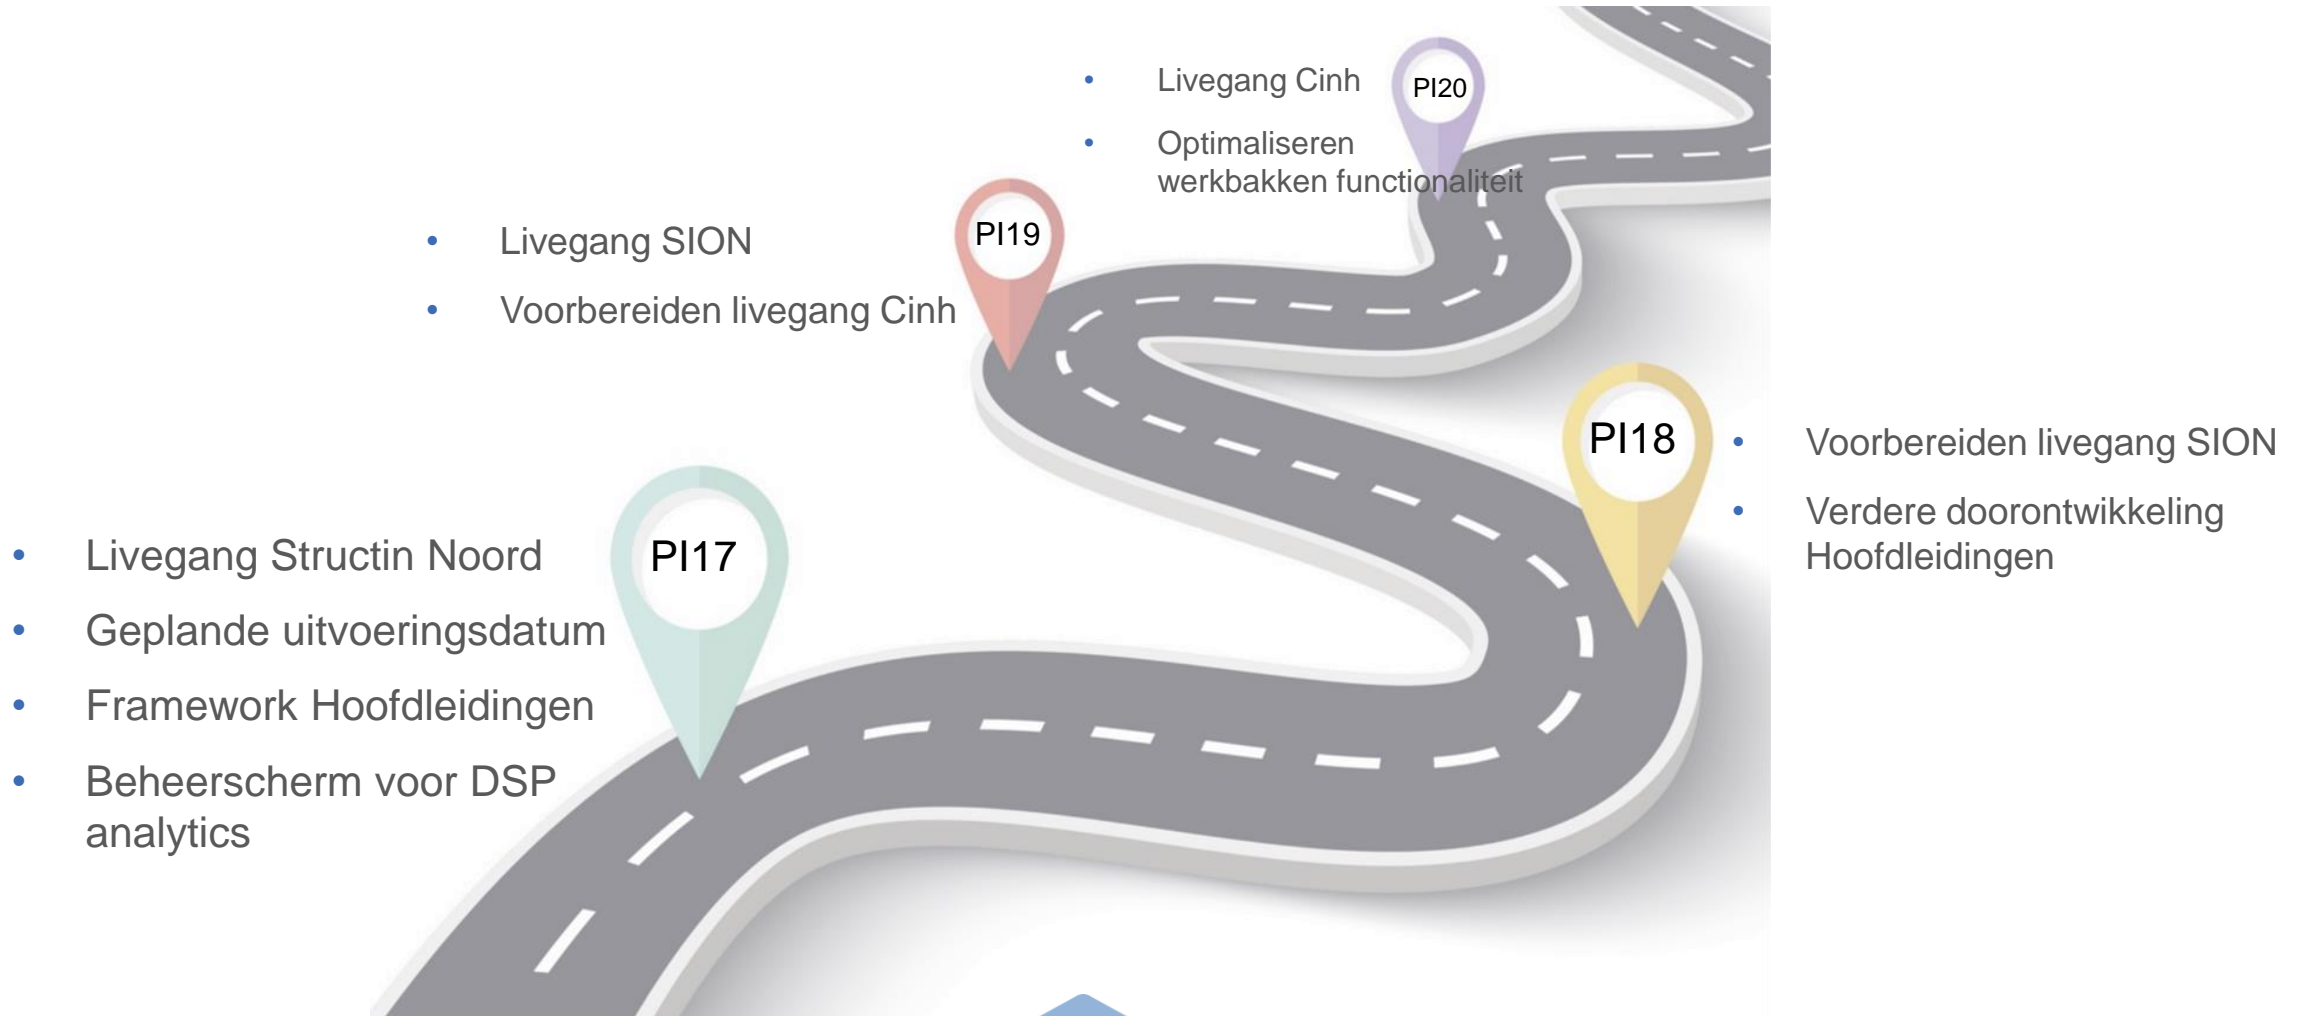 • Livegang Cinh
PI20
• Optimaliseren
werkbakken functionaliteit
• Livegang SION
PI19
• Voorbereiden livegang Cinh
PI18
• Voorbereiden livegang SION
• Verdere doorontwikkeling
Hoofdleidingen
• Livegang Structin Noord
PI17
• Geplande uitvoeringsdatum
• Framework Hoofdleidingen
• Beheerscherm voor DSP
analytics